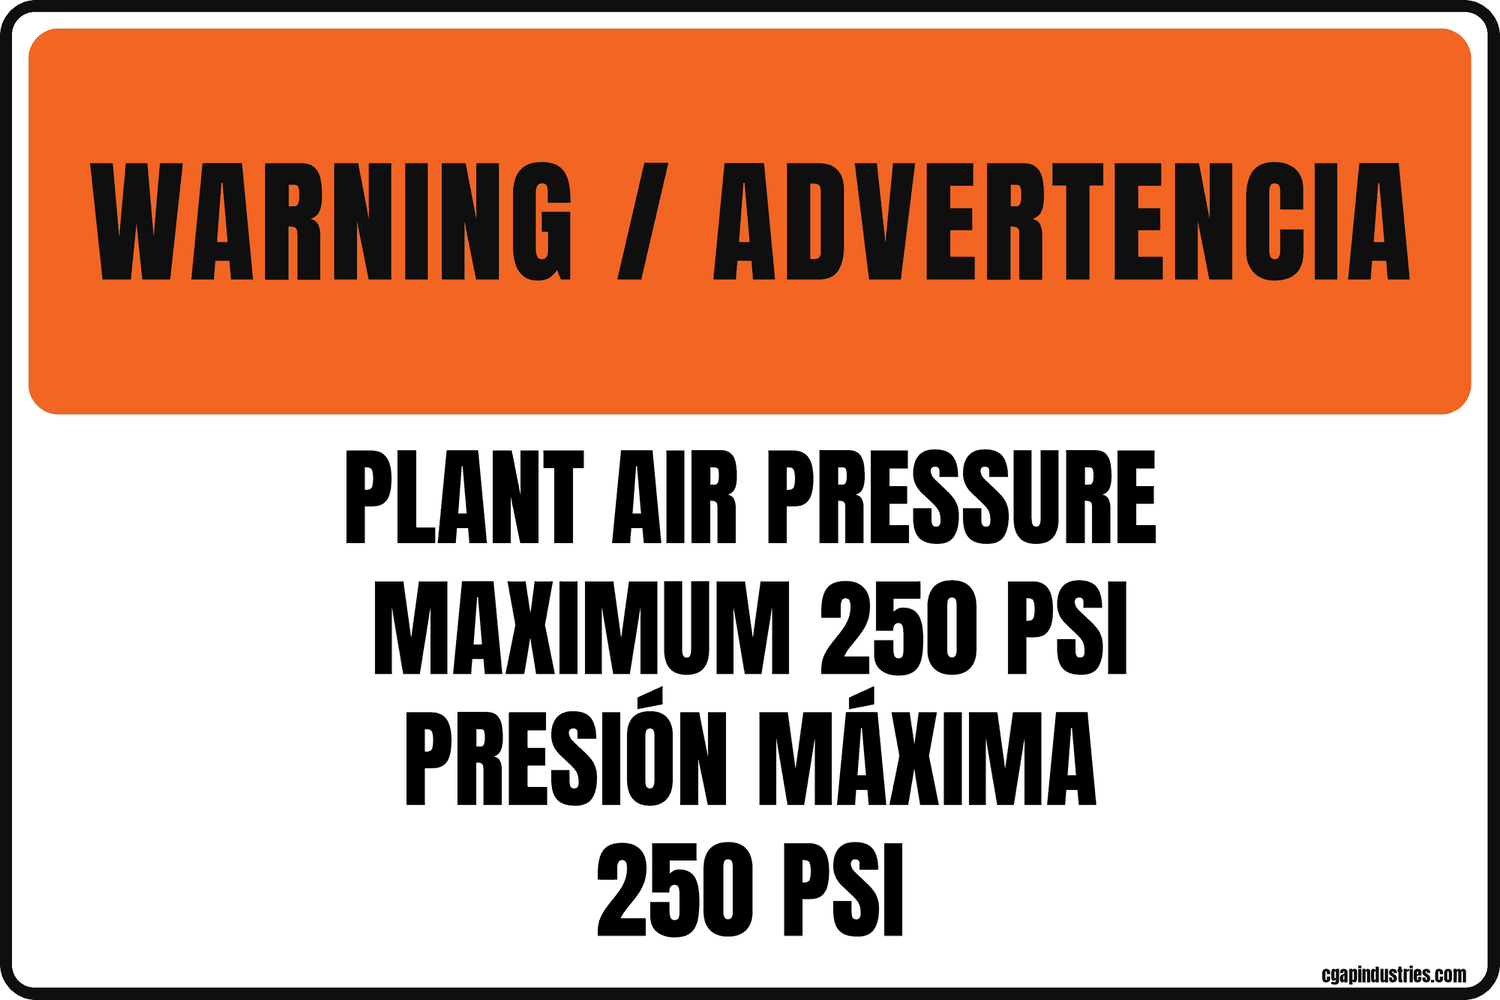 WARNING / ADVERTENCIA
PLANT AIR PRESSURE
MAXIMUM 250 PSI
PRESIÓN MÁXIMA
250 PSI
cgapindustries.com